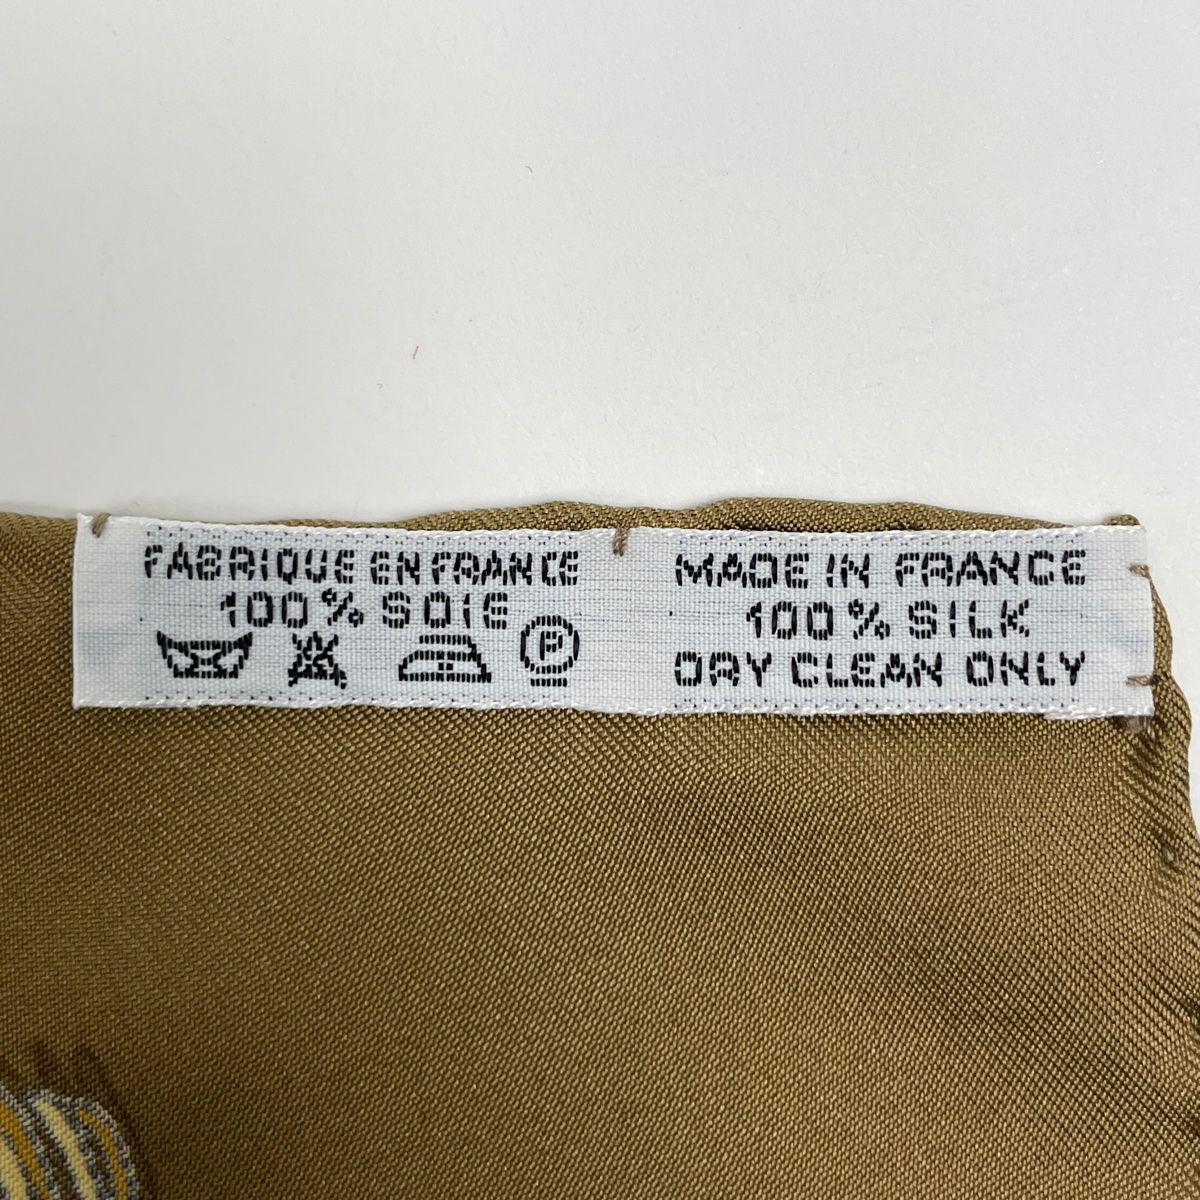 FABRIQUE EN FRANCE
100% SOIE
P
MADE IN FRANCE
100% SILK
DRY CLEAN ONLY